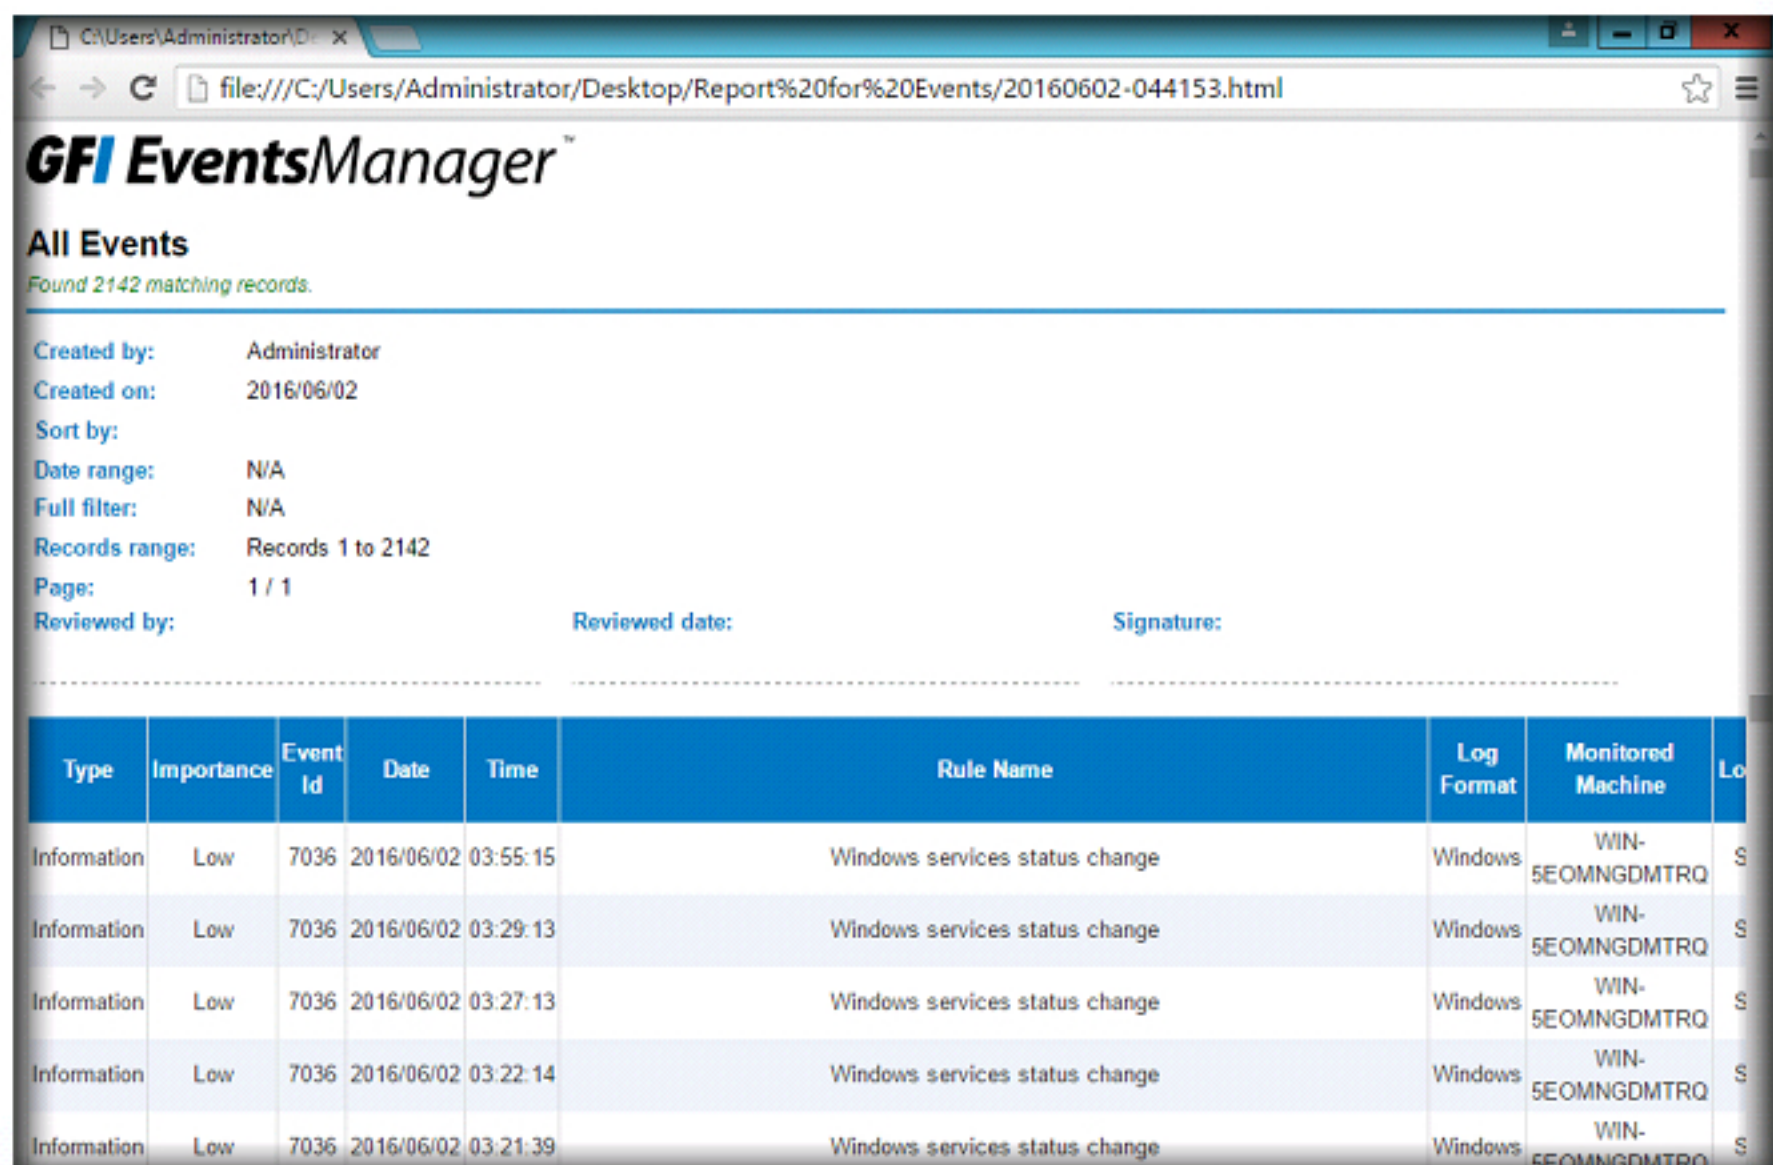 C:\Users\Administrator\De
file:///C:/Users/Administrator/Desktop/Report%20for%20Events/20160602-044153.html
GFI EventsManager™
All Events
Found 2142 matching records.
Created by: Administrator
Created on: 2016/06/02
Sort by:
Date range: N/A
Full filter: N/A
Records range: Records 1 to 2142
Page: 1 / 1
Reviewed by: Reviewed date: Signature:
Type Importance Event Id Date Time Rule Name Log Format Monitored Machine Lo
Information Low 7036 2016/06/02 03:55:15 Windows services status change Windows WIN-5EOMNGDMTRQ S
Information Low 7036 2016/06/02 03:29:13 Windows services status change Windows WIN-5EOMNGDMTRQ S
Information Low 7036 2016/06/02 03:27:13 Windows services status change Windows WIN-5EOMNGDMTRQ S
Information Low 7036 2016/06/02 03:22:14 Windows services status change Windows WIN-5EOMNGDMTRQ S
Information Low 7036 2016/06/02 03:21:39 Windows services status change Windows WIN-5EOMNGDMTRQ S